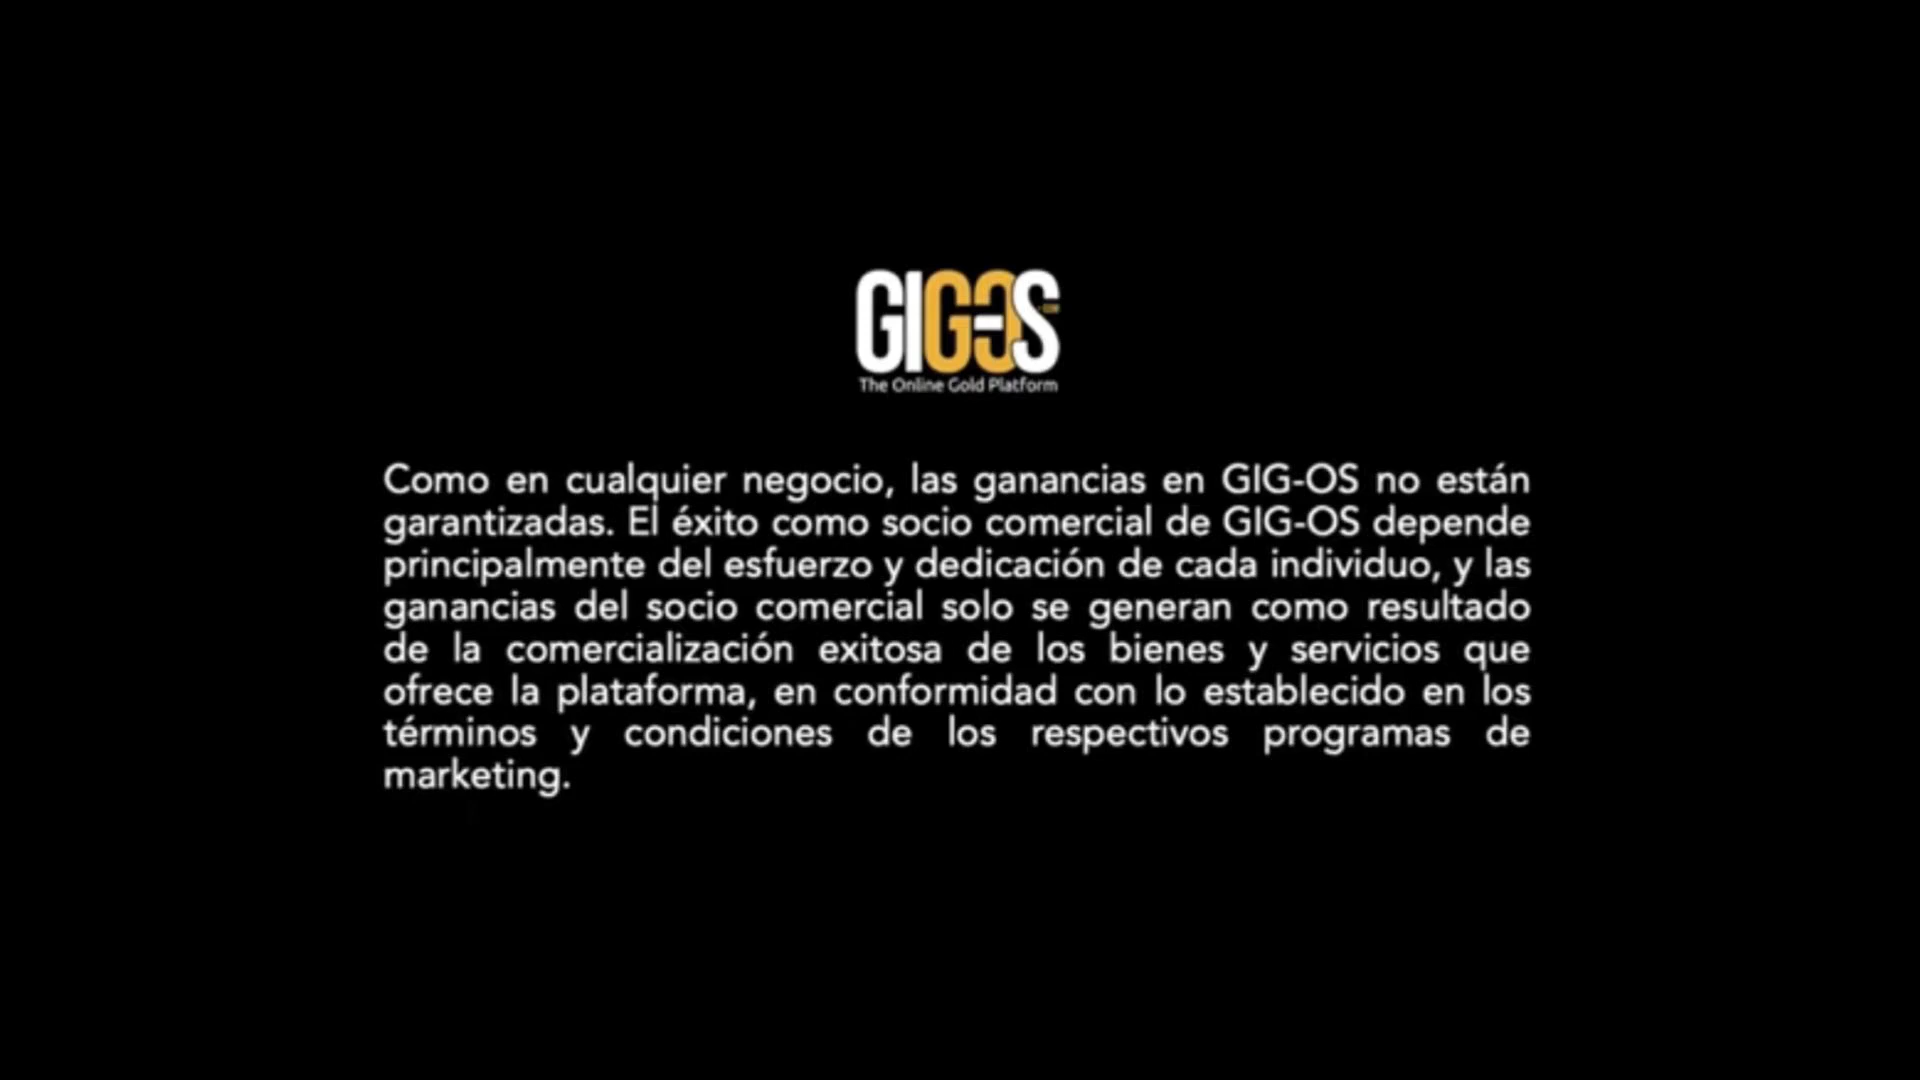 GIG-OS
.COM
The Online Gold Platform
Como en cualquier negocio, las ganancias en GIG-OS no están
garantizadas. El éxito como socio comercial de GIG-OS depende
principalmente del esfuerzo y dedicación de cada individuo, y las
ganancias del socio comercial solo se generan como resultado
de la comercialización exitosa de los bienes y servicios que
ofrece la plataforma, en conformidad con lo establecido en los
términos y condiciones de los respectivos programas de
marketing.